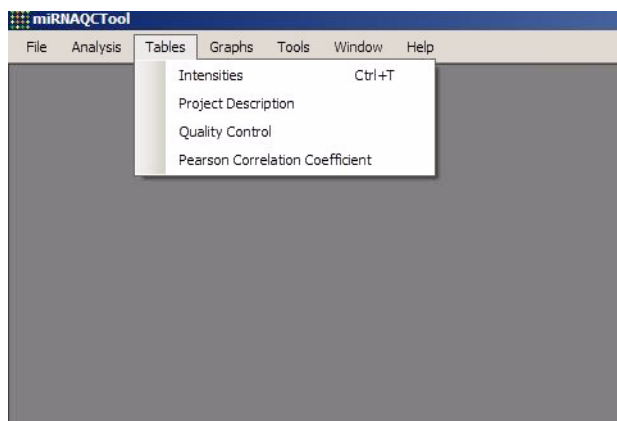 miRNAQCTool
File Analysis Tables Graphs Tools Window Help
Intensities Ctrl+T
Project Description
Quality Control
Pearson Correlation Coefficient